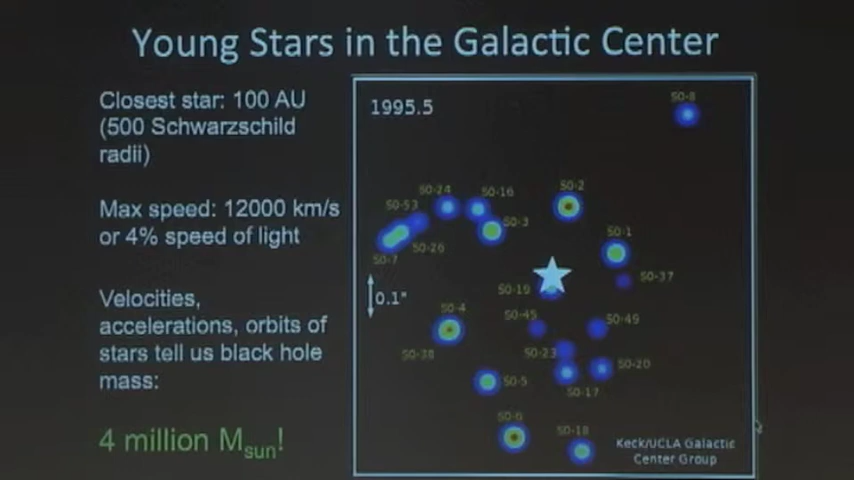 Young Stars in the Galactic Center
Closest star: 100 AU
(500 Schwarzschild
radii)
Max speed: 12000 km/s
or 4% speed of light
Velocities,
accelerations, orbits of
stars tell us black hole
mass:
4 million Msun!
1995.5
S0-8
S0-24
S0-16
S0-2
S0-53
S0-3
S0-1
S0-26
S0-7
S0-37
S0-19
0.1"
S0-4
S0-45
S0-49
S0-38
S0-23
S0-20
S0-5
S0-17
S0-6
S0-18
Keck/UCLA Galactic
Center Group